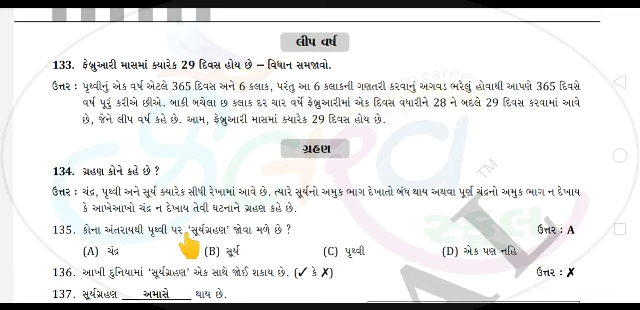 લીપ વર્ષ
133. ફેબ્રુઆરી માસમાં ક્યારેક 29 દિવસ હોય છે – વિધાન સમજાવો.
ઉત્તર : પૃથ્વીનું એક વર્ષ એટલે 365 દિવસ અને 6 કલાક, પરંતુ આ 6 કલાકની ગણતરી કરવાનું અગવડ ભરેલું હોવાથી આપણે 365 દિવસે
વર્ષ પૂરું કરીએ છીએ. બાકી બચેલા છ કલાક દર ચાર વર્ષે ફેબ્રુઆરીમાં એક દિવસ વધારીને 28 ને બદલે 29 દિવસ કરવામાં આવે
છે, જેને લીપ વર્ષ કહે છે. આમ, ફેબ્રુઆરી માસમાં ક્યારેક 29 દિવસ હોય છે.
ગ્રહણ
134. ગ્રહણ કોને કહે છે ?
ઉત્તર : ચંદ્ર, પૃથ્વી અને સૂર્ય ક્યારેક સીધી રેખામાં આવે છે. ત્યારે સૂર્યનો અમુક ભાગ દેખાતો બંધ થાય અથવા પૂર્ણ ચંદ્રનો અમુક ભાગ ન દેખાય
કે આખેઆખો ચંદ્ર ન દેખાય તેવી ઘટનાને ગ્રહણ કહે છે.
135. કોના અંતરાયથી પૃથ્વી પર 'સૂર્યગ્રહણ' જોવા મળે છે ? ઉત્તર : A
(A) ચંદ્ર (B) સૂર્ય (C) પૃથ્વી (D) એક પણ નહિ
136. આખી દુનિયામાં 'સૂર્યગ્રહણ' એક સાથે જોઈ શકાય છે. (✓ કે ✗) ઉત્તર : ✗
137. સૂર્યગ્રહણ અમાસે થાય છે.
TM